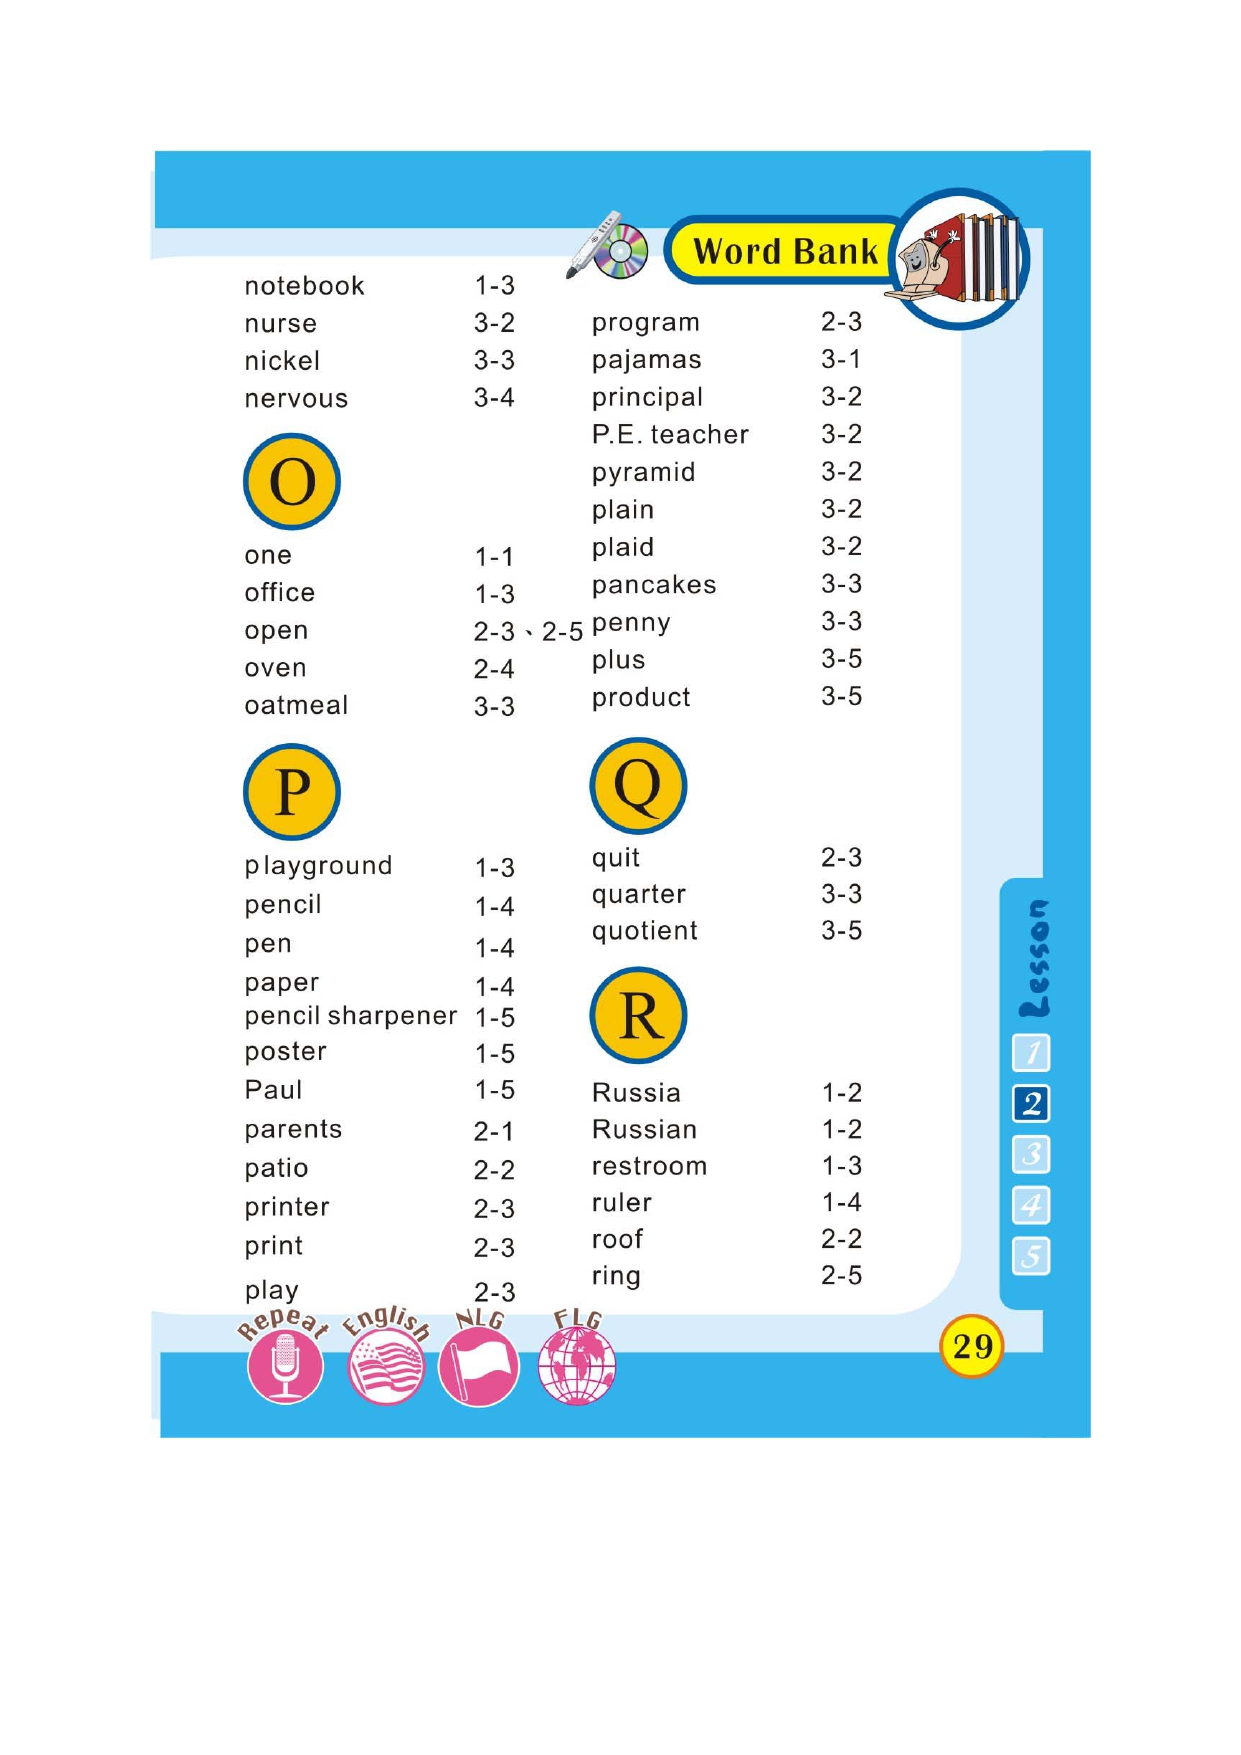 Word Bank
notebook 1-3
nurse 3-2
nickel 3-3
nervous 3-4
O
one 1-1
office 1-3
open 2-3、2-5
oven 2-4
oatmeal 3-3
P
playground 1-3
pencil 1-4
pen 1-4
paper 1-4
pencil sharpener 1-5
poster 1-5
Paul 1-5
parents 2-1
patio 2-2
printer 2-3
print 2-3
play 2-3
program 2-3
pajamas 3-1
principal 3-2
P.E. teacher 3-2
pyramid 3-2
plain 3-2
plaid 3-2
pancakes 3-3
penny 3-3
plus 3-5
product 3-5
Q
quit 2-3
quarter 3-3
quotient 3-5
R
Russia 1-2
Russian 1-2
restroom 1-3
ruler 1-4
roof 2-2
ring 2-5
Lesson
1
2
3
4
5
Repeat English NLG FLG
29